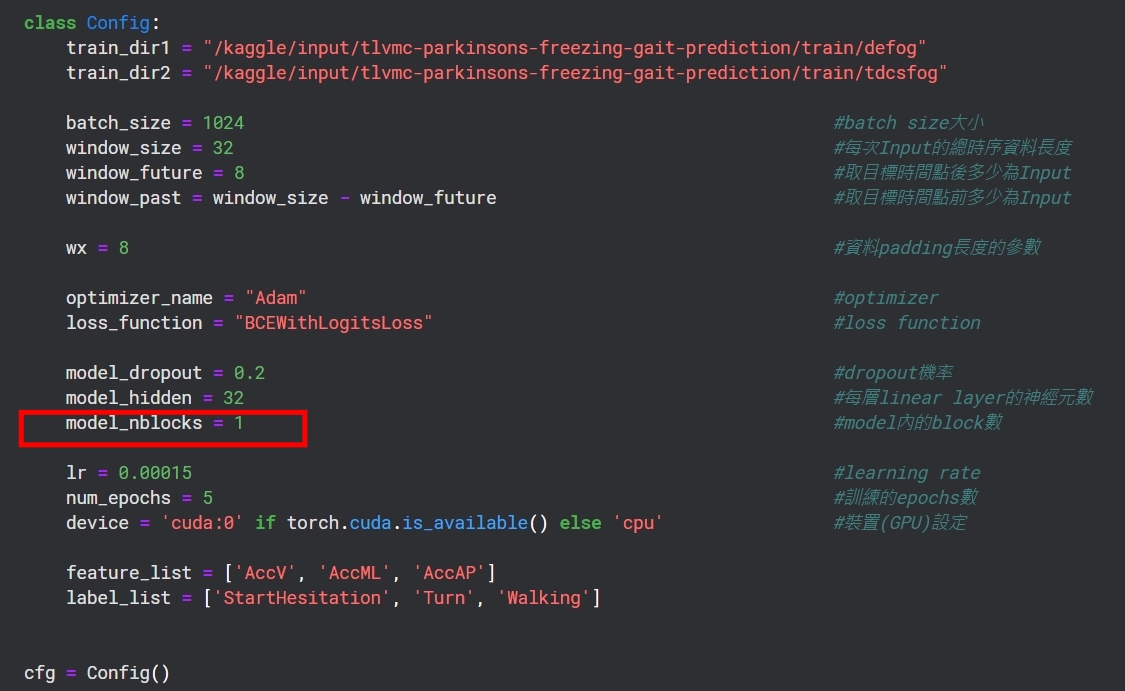 class Config:
train_dir1 = "/kaggle/input/tlvmc-parkinsons-freezing-gait-prediction/train/defog"
train_dir2 = "/kaggle/input/tlvmc-parkinsons-freezing-gait-prediction/train/tdcsfog"
batch_size = 1024 #batch size大小
window_size = 32 #每次Input的總時序資料長度
window_future = 8 #取目標時間點後多少為Input
window_past = window_size - window_future #取目標時間點前多少為Input
wx = 8 #資料padding長度的參數
optimizer_name = "Adam" #optimizer
loss_function = "BCEWithLogitsLoss" #loss function
model_dropout = 0.2 #dropout機率
model_hidden = 32 #每層linear layer的神經元數
model_nblocks = 1 #model內的block數
lr = 0.00015 #learning rate
num_epochs = 5 #訓練的epochs數
device = 'cuda:0' if torch.cuda.is_available() else 'cpu' #裝置(GPU)設定
feature_list = ['AccV', 'AccML', 'AccAP']
label_list = ['StartHesitation', 'Turn', 'Walking']
cfg = Config()